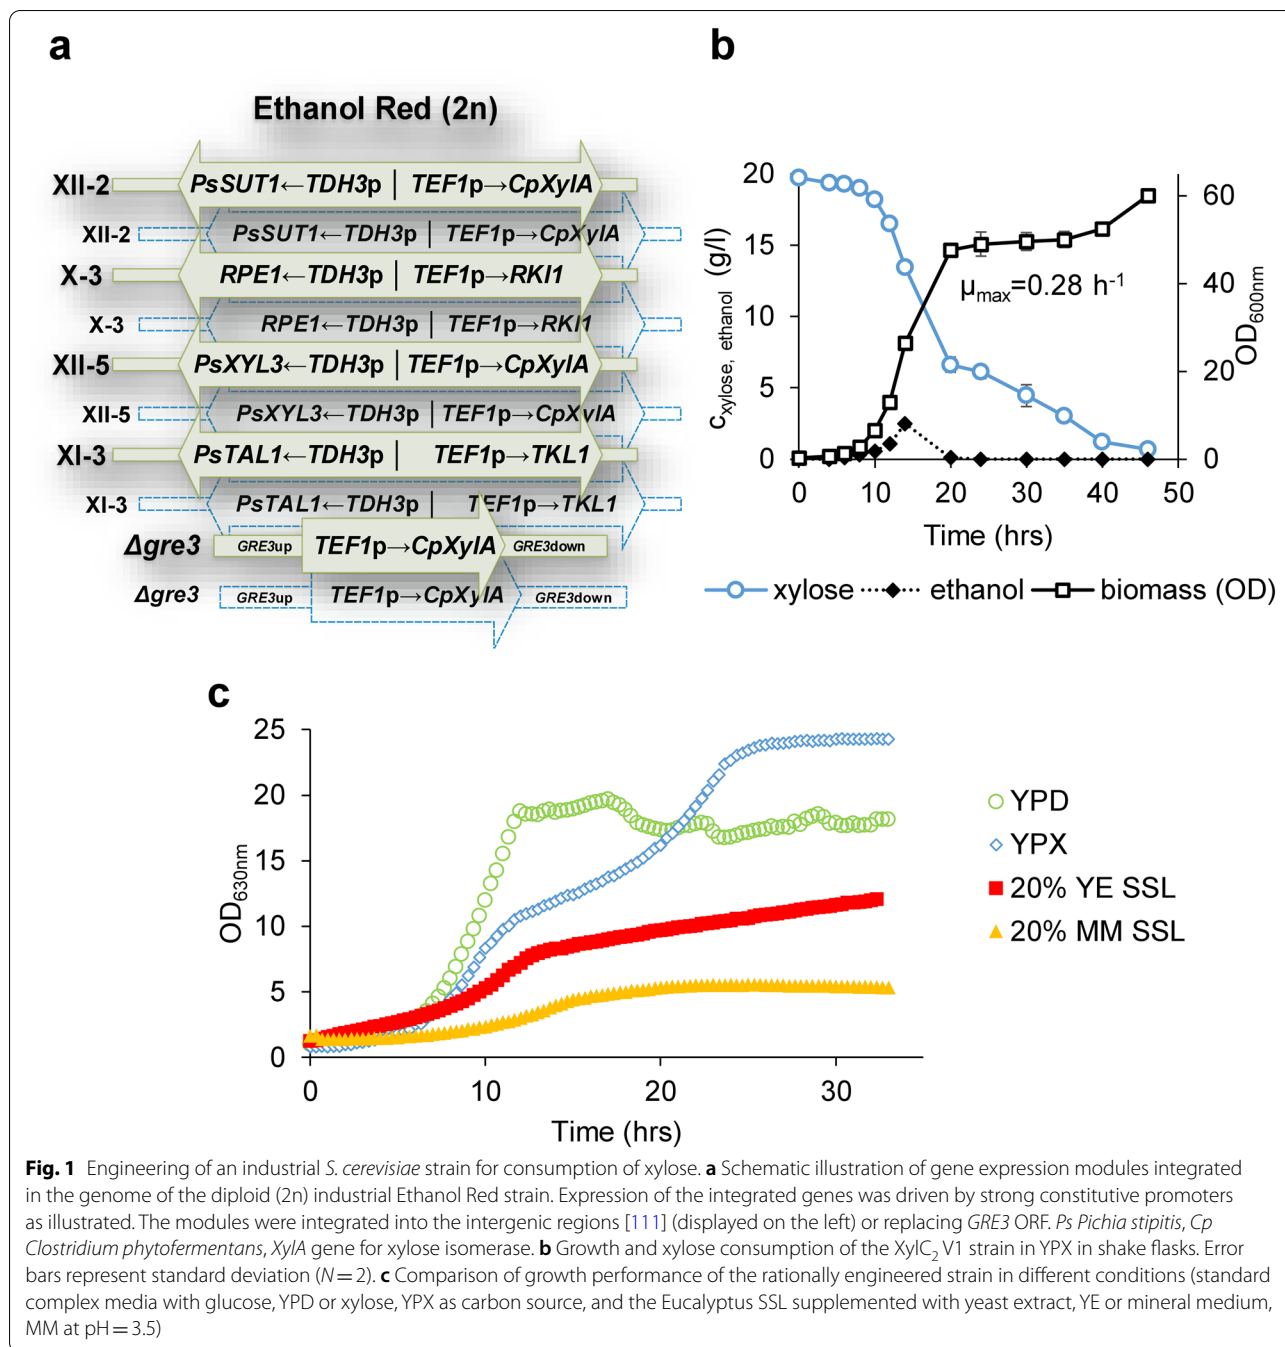 a
Ethanol Red (2n)
XII-2 PsSUT1←TDH3p | TEF1p→CpXylA
XII-2 PsSUT1←TDH3p | TEF1p→CpXylA
X-3 RPE1←TDH3p | TEF1p→RKI1
X-3 RPE1←TDH3p | TEF1p→RKI1
XII-5 PsXYL3←TDH3p | TEF1p→CpXylA
XII-5 PsXYL3←TDH3p | TEF1p→CpXylA
XI-3 PsTAL1←TDH3p TEF1p→TKL1
XI-3 PsTAL1←TDH3p | TEF1p→TKL1
Δgre3 GRE3up TEF1p→CpXylA GRE3down
Δgre3 GRE3up TEF1p→CpXylA GRE3down
b
cxylose, ethanol (g/l)
20
15
10
5
0
60
40
20
0
OD600nm
μmax=0.28 h-1
0 10 20 30 40 50
Time (hrs)
xylose ethanol biomass (OD)
c
OD630nm
25
20
15
10
5
0
0 10 20 30
Time (hrs)
YPD
YPX
20% YE SSL
20% MM SSL
Fig. 1 Engineering of an industrial S. cerevisiae strain for consumption of xylose. a Schematic illustration of gene expression modules integrated
in the genome of the diploid (2n) industrial Ethanol Red strain. Expression of the integrated genes was driven by strong constitutive promoters
as illustrated. The modules were integrated into the intergenic regions [111] (displayed on the left) or replacing GRE3 ORF. Ps Pichia stipitis, Cp
Clostridium phytofermentans, XylA gene for xylose isomerase. b Growth and xylose consumption of the XylC2 V1 strain in YPX in shake flasks. Error
bars represent standard deviation (N = 2). c Comparison of growth performance of the rationally engineered strain in different conditions (standard
complex media with glucose, YPD or xylose, YPX as carbon source, and the Eucalyptus SSL supplemented with yeast extract, YE or mineral medium,
MM at pH = 3.5)